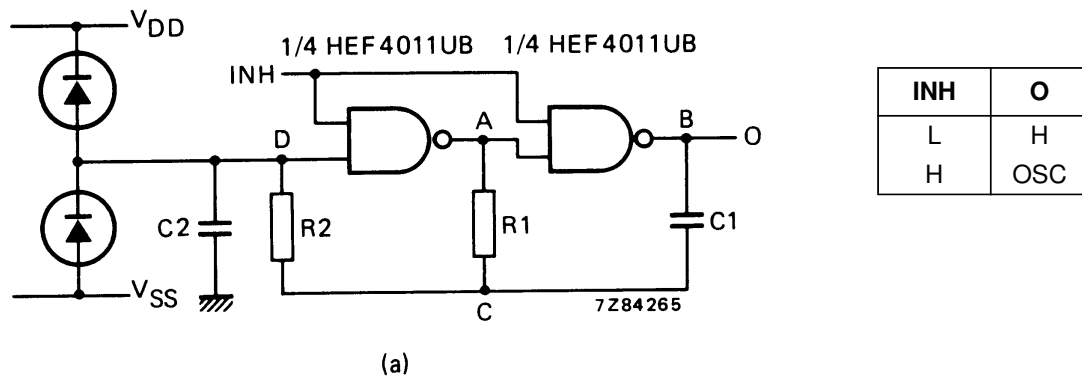 VDD
1/4 HEF4011UB 1/4 HEF4011UB
INH
A
B
O
D
C2
R2
R1
C1
VSS
C
7Z84265
(a)
INH O
L H
H OSC